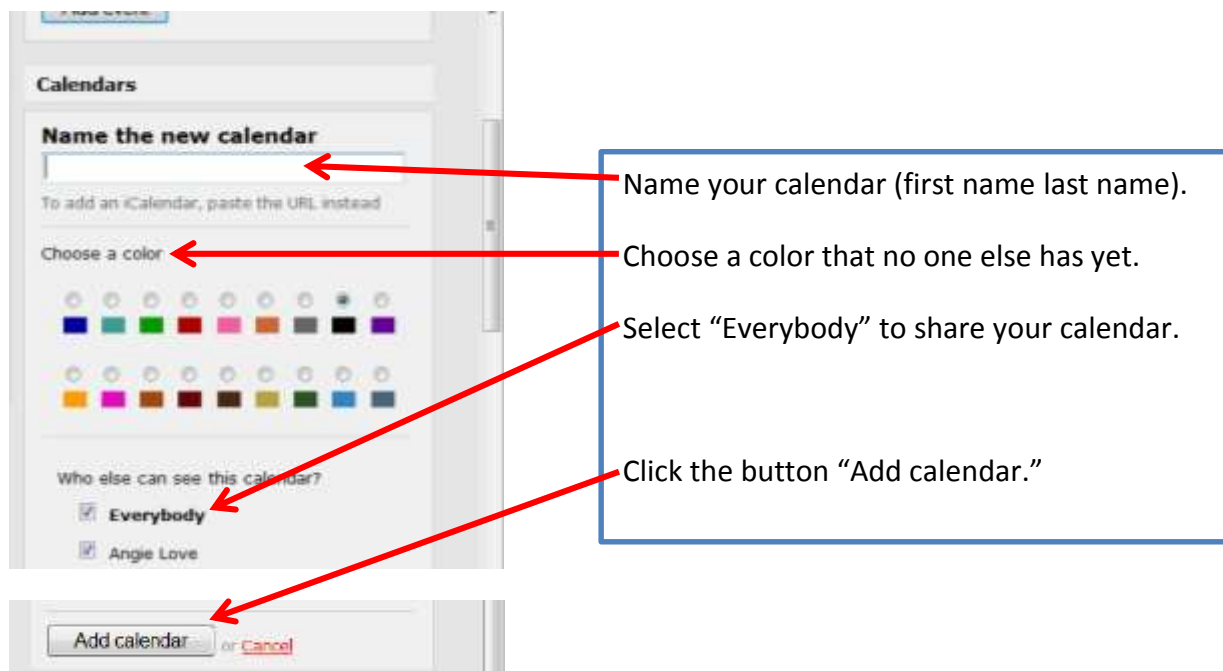 Calendars
Name the new calendar
To add an iCalendar, paste the URL instead
Choose a color
Who else can see this calendar?
Everybody
Angie Love
Add calendar or Cancel
Name your calendar (first name last name).
Choose a color that no one else has yet.
Select “Everybody” to share your calendar.
Click the button “Add calendar.”